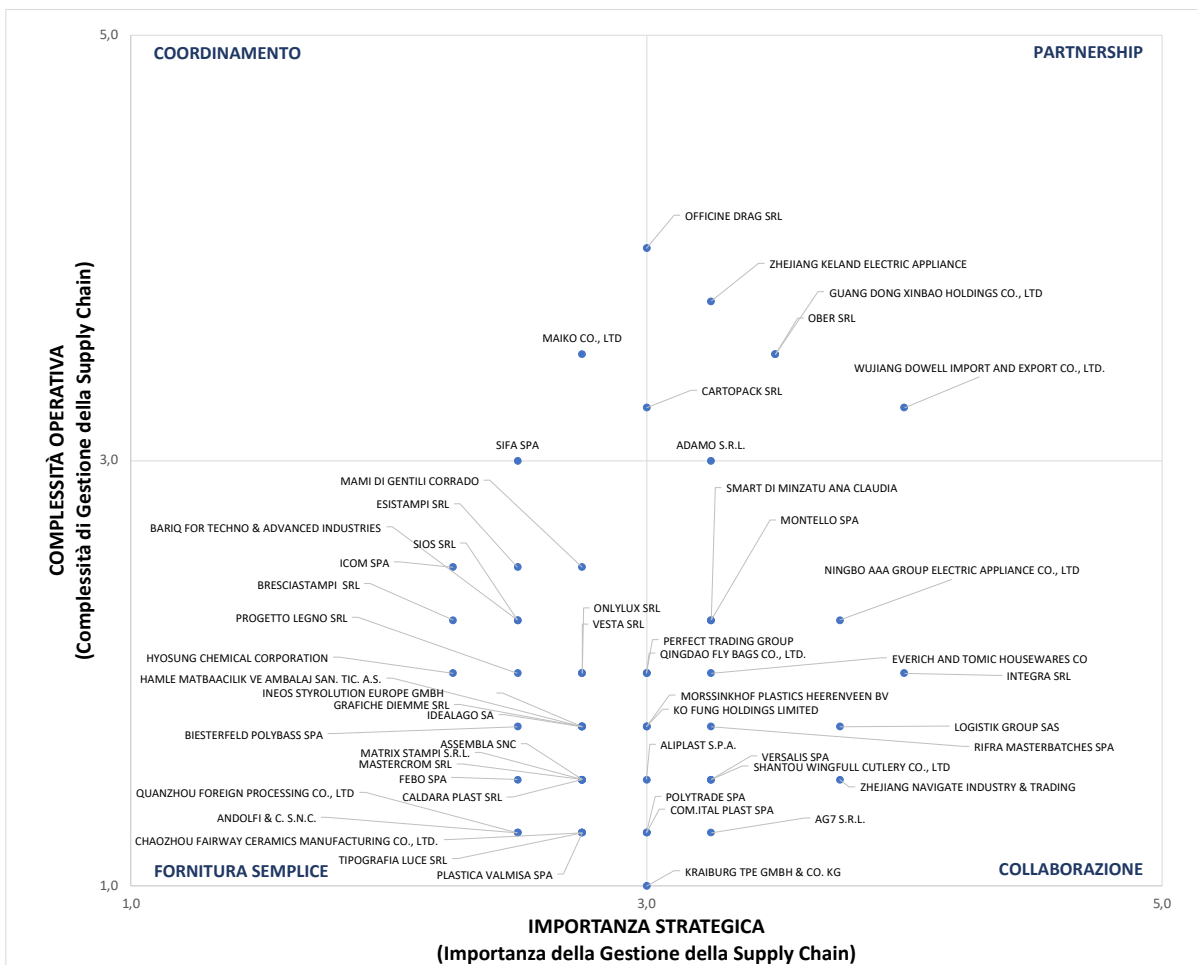 5,0
COORDINAMENTO
PARTNERSHIP
OFFICINE DRAG SRL
ZHEJIANG KELAND ELECTRIC APPLIANCE
GUANG DONG XINBAO HOLDINGS CO., LTD
OBER SRL
MAIKO CO., LTD
WUJIANG DOWELL IMPORT AND EXPORT CO., LTD.
CARTOPACK SRL
COMPLESSITÀ OPERATIVA
(Complessità di Gestione della Supply Chain)
3,0
SIFA SPA
ADAMO S.R.L.
MAMI DI GENTILI CORRADO
SMART DI MINZATU ANA CLAUDIA
ESISTAMPI SRL
MONTELLO SPA
BARIQ FOR TECHNO & ADVANCED INDUSTRIES
SIOS SRL
ICOM SPA
NINGBO AAA GROUP ELECTRIC APPLIANCE CO., LTD
BRESCIASTAMPI SRL
ONLYLUX SRL
PROGETTO LEGNO SRL
VESTA SRL
PERFECT TRADING GROUP
QINGDAO FLY BAGS CO., LTD.
HYOSUNG CHEMICAL CORPORATION
EVERICH AND TOMIC HOUSEWARES CO
INTEGRA SRL
HAMLE MATBAACILIK VE AMBALAJ SAN. TIC. A.S.
INEOS STYROLUTION EUROPE GMBH
MORSSINKHOF PLASTICS HEERENVEEN BV
GRAFICHE DIEMME SRL
KO FUNG HOLDINGS LIMITED
IDEALAGO SA
LOGISTIK GROUP SAS
BIESTERFELD POLYBASS SPA
ASSEMBLA SNC
ALIPLAST S.P.A.
RIFRA MASTERBATCHES SPA
MATRIX STAMPI S.R.L.
VERSALIS SPA
MASTERCROM SRL
SHANTOU WINGFULL CUTLERY CO., LTD
FEBO SPA
ZHEJIANG NAVIGATE INDUSTRY & TRADING
QUANZHOU FOREIGN PROCESSING CO., LTD
CALDARA PLAST SRL
POLYTRADE SPA
COM.ITAL PLAST SPA
ANDOLFI & C. S.N.C.
AG7 S.R.L.
CHAOZHOU FAIRWAY CERAMICS MANUFACTURING CO., LTD.
TIPOGRAFIA LUCE SRL
FORNITURA SEMPLICE
PLASTICA VALMISA SPA
KRAIBURG TPE GMBH & CO. KG
COLLABORAZIONE
1,0
1,0
3,0
5,0
IMPORTANZA STRATEGICA
(Importanza della Gestione della Supply Chain)